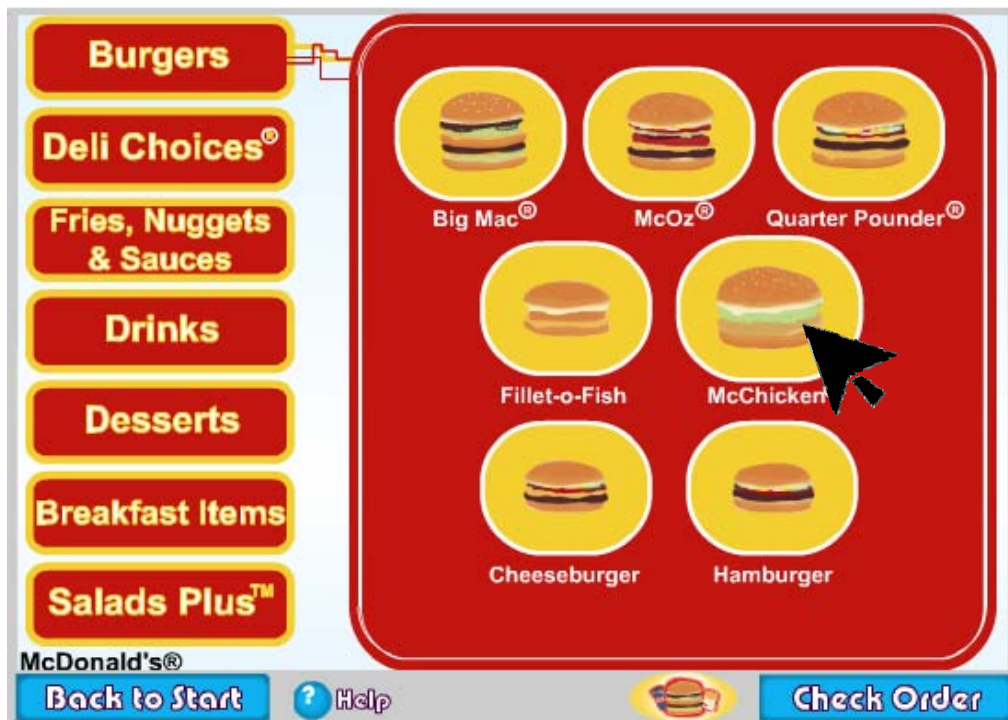 Burgers
Deli Choices®
Fries, Nuggets
& Sauces
Drinks
Desserts
Breakfast Items
Salads Plus™
McDonald's®
Big Mac®
McOz®
Quarter Pounder®
Fillet-o-Fish
McChicken
Cheeseburger
Hamburger
Back to Start
? Help
Check Order